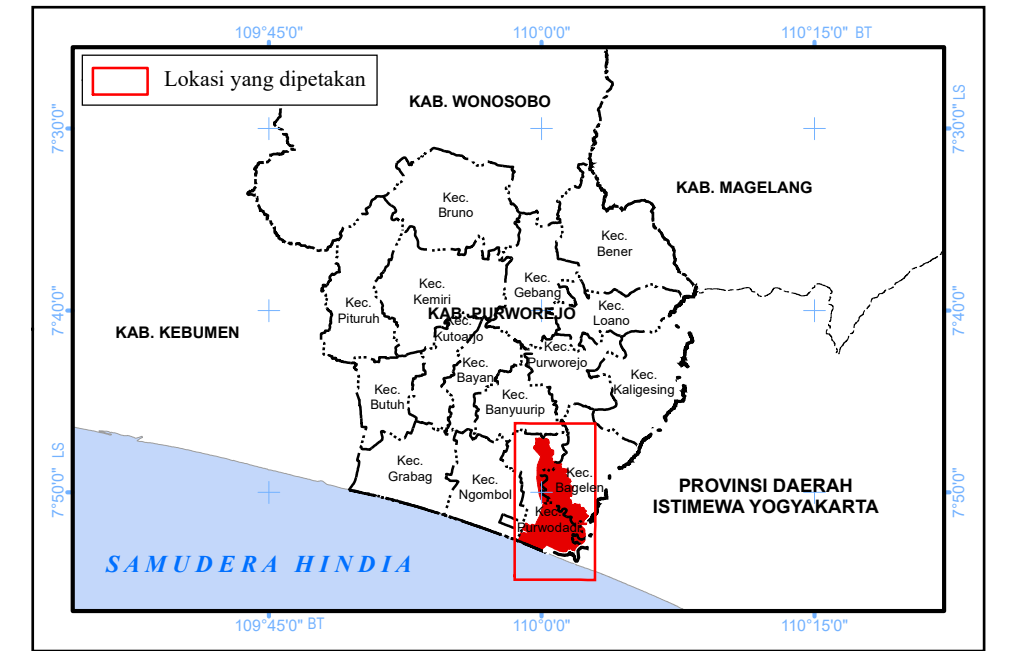 109°45'0"
110°0'0"
110°15'0" BT
Lokasi yang dipetakan
KAB. WONOSOBO
7°30'0"
7°30'0" LS
KAB. MAGELANG
Kec.
Bruno
Kec.
Bener
Kec.
Gebang
Kec.
Kemiri
Kec.
Pituruh
Kec.
Loano
KAB. PURWOREJO
7°40'0"
7°40'0"
KAB. KEBUMEN
Kec.
Kutoarjo
Kec.
Purworejo
Kec.
Bayan
Kec.
Kaligesing
Kec.
Butuh
Kec.
Banyuurip
Kec.
Grabag
Kec.
Ngombol
Kec.
Bagelen
7°50'0" LS
7°50'0"
PROVINSI DAERAH
ISTIMEWA YOGYAKARTA
Kec.
Purwodadi
SAMUDERA HINDIA
109°45'0" BT
110°0'0"
110°15'0"